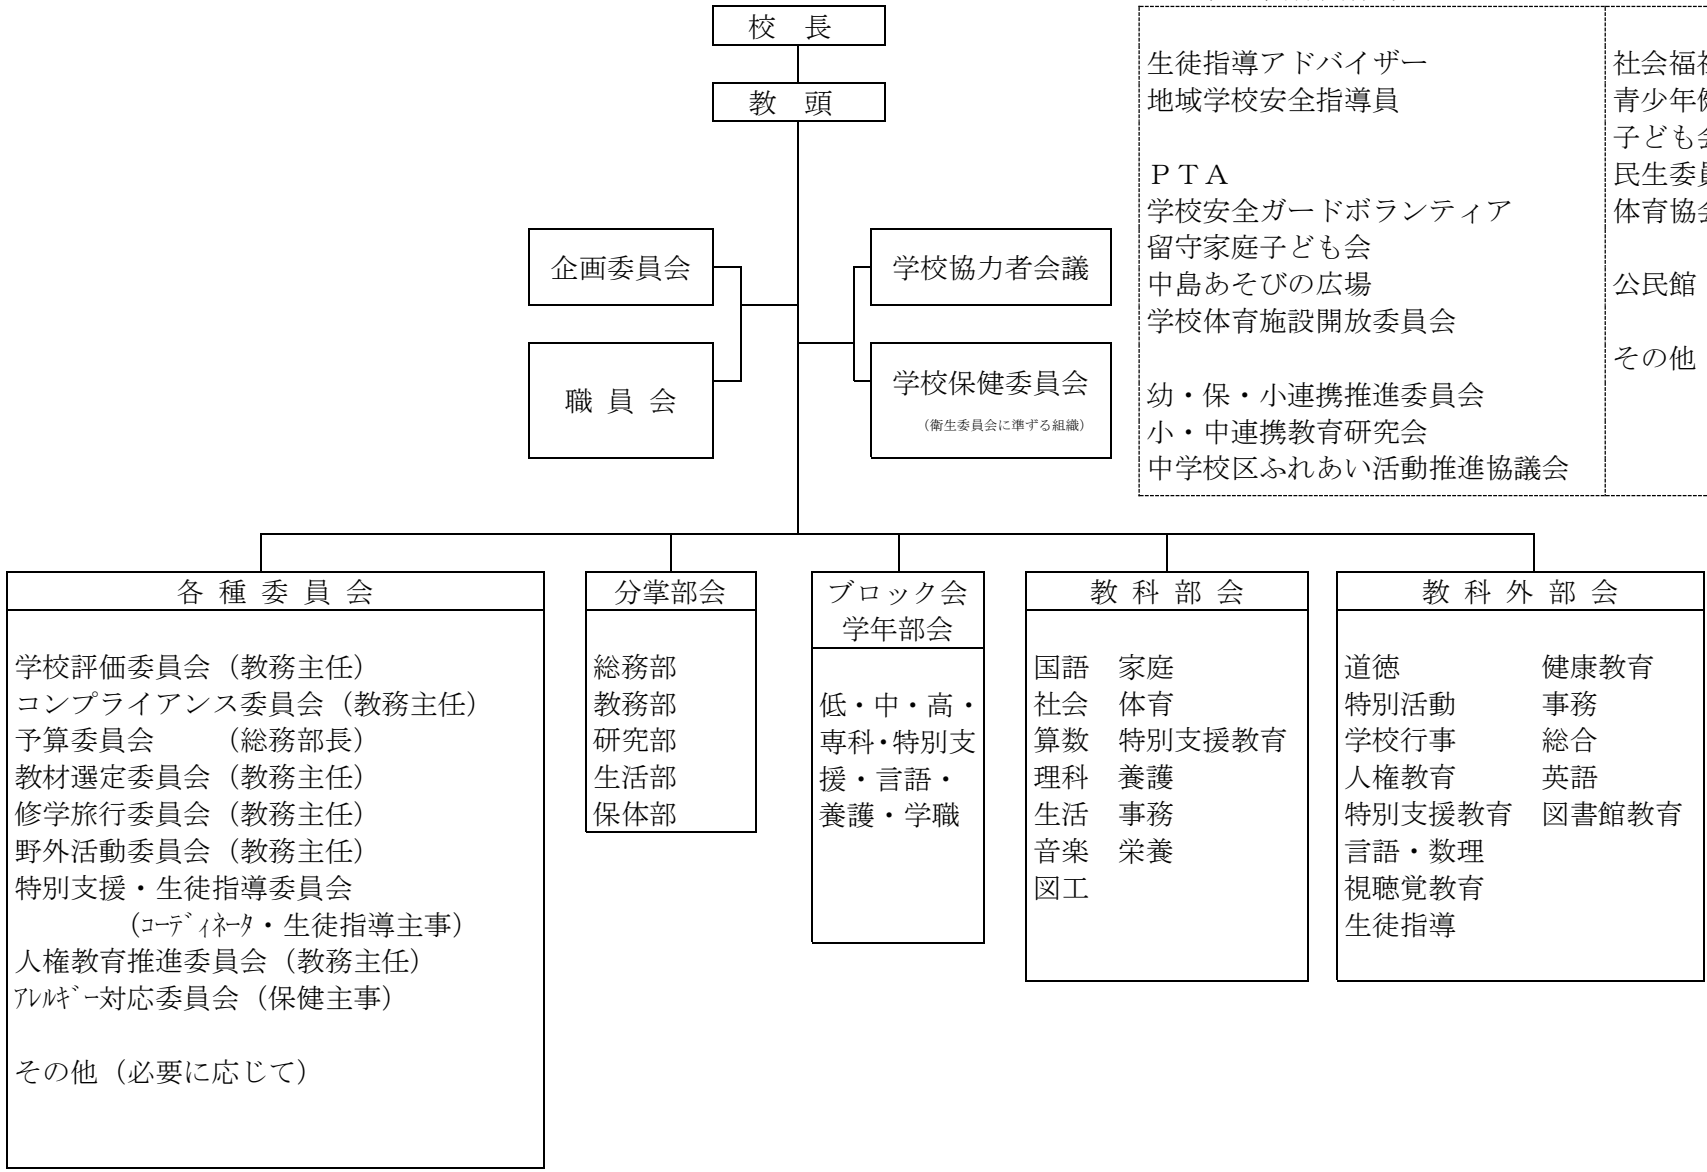 校　長
教　頭
企画委員会
職 員 会
学校協力者会議
学校保健委員会
(衛生委員会に準ずる組織)
生徒指導アドバイザー
地域学校安全指導員
ＰＴＡ
学校安全ガードボランティア
留守家庭子ども会
中島あそびの広場
学校体育施設開放委員会
幼・保・小連携推進委員会
小・中連携教育研究会
中学校区ふれあい活動推進協議会
社会福
青少年
子ども
民生委
体育協
公民館
その他
各 種 委 員 会
学校評価委員会（教務主任）
コンプライアンス委員会（教務主任）
予算委員会　　（総務部長）
教材選定委員会（教務主任）
修学旅行委員会（教務主任）
野外活動委員会（教務主任）
特別支援・生徒指導委員会
（ｺｰﾃﾞｨﾈｰﾀ・生徒指導主事）
人権教育推進委員会（教務主任）
ｱﾚﾙｷﾞｰ対応委員会（保健主事）
その他（必要に応じて）
分掌部会
総務部
教務部
研究部
生活部
保体部
ブロック会
学年部会
低・中・高・
専科・特別支
援・言語・
養護・学職
教 科 部 会
国語　家庭
社会　体育
算数　特別支援教育
理科　養護
生活　事務
音楽　栄養
図工
教 科 外 部 会
道徳　健康教育
特別活動　事務
学校行事　総合
人権教育　英語
特別支援教育　図書館教育
言語・数理
視聴覚教育
生徒指導